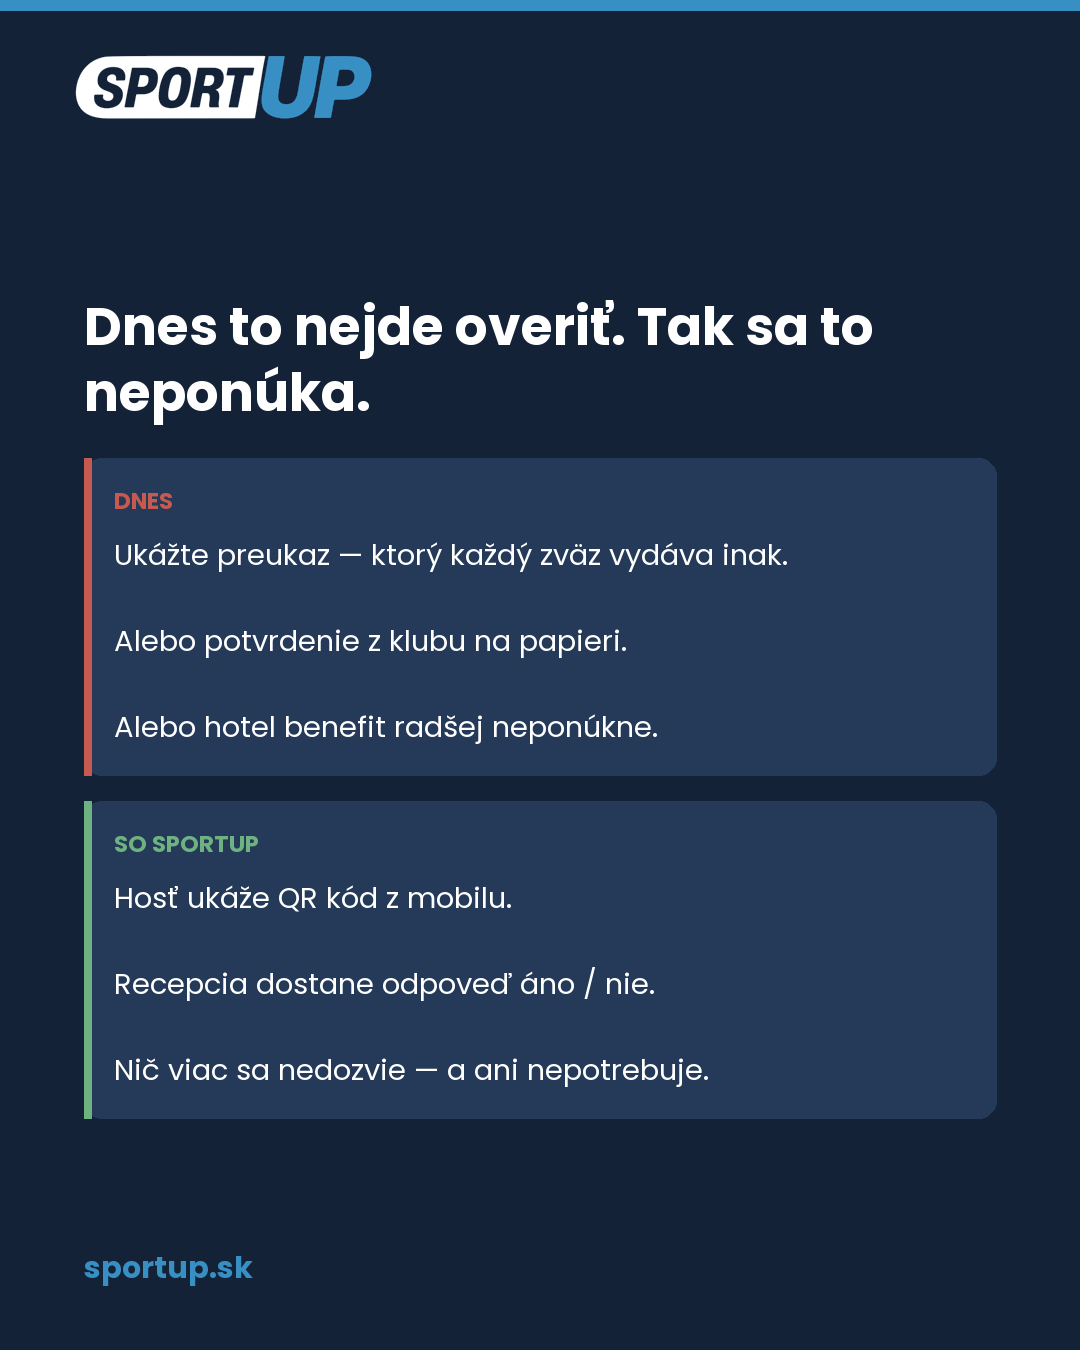 SPORTUP
Dnes to nejde overiť. Tak sa to
neponúka.
DNES
Ukážte preukaz — ktorý každý zväz vydáva inak.
Alebo potvrdenie z klubu na papieri.
Alebo hotel benefit radšej neponúkne.
SO SPORTUP
Hosť ukáže QR kód z mobilu.
Recepcia dostane odpoveď áno / nie.
Nič viac sa nedozvie — a ani nepotrebuje.
sportup.sk